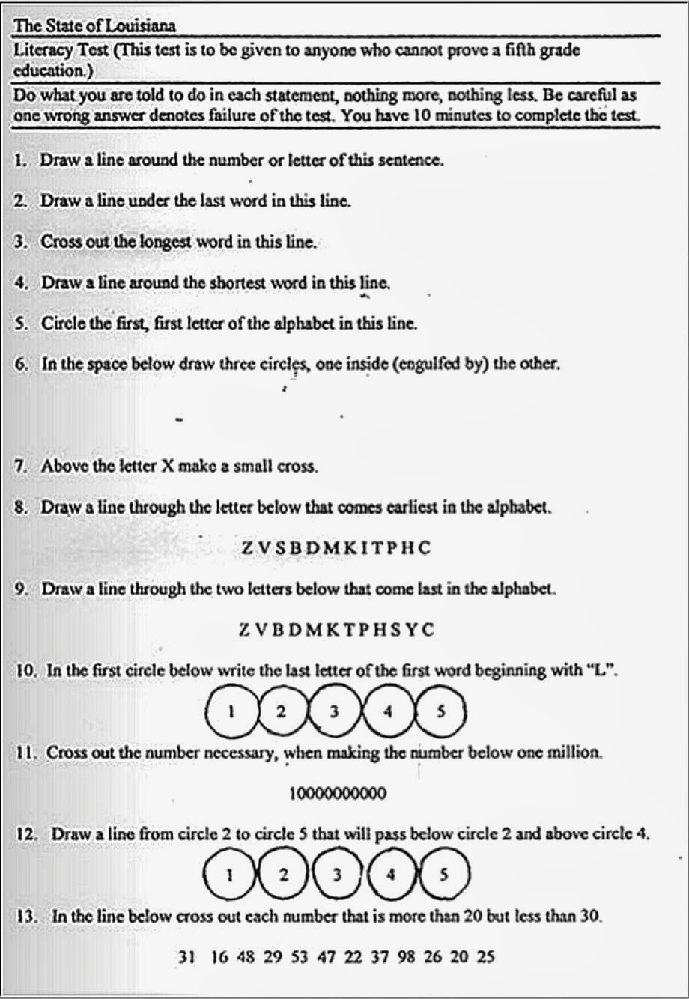 The State of Louisiana
Literacy Test (This test is to be given to anyone who cannot prove a fifth grade
education.)
Do what you are told to do in each statement, nothing more, nothing less. Be careful as
one wrong answer denotes failure of the test. You have 10 minutes to complete the test.
1. Draw a line around the number or letter of this sentence.
2. Draw a line under the last word in this line.
3. Cross out the longest word in this line.
4. Draw a line around the shortest word in this line.
5. Circle the first, first letter of the alphabet in this line.
6. In the space below draw three circles, one inside (engulfed by) the other.
7. Above the letter X make a small cross.
8. Draw a line through the letter below that comes earliest in the alphabet.
Z V S B D M K I T P H C
9. Draw a line through the two letters below that come last in the alphabet.
Z V B D M K T P H S Y C
10. In the first circle below write the last letter of the first word beginning with “L”.
1 2 3 4 5
11. Cross out the number necessary, when making the number below one million.
10000000000
12. Draw a line from circle 2 to circle 5 that will pass below circle 2 and above circle 4.
1 2 3 4 5
13. In the line below cross out each number that is more than 20 but less than 30.
31 16 48 29 53 47 22 37 98 26 20 25